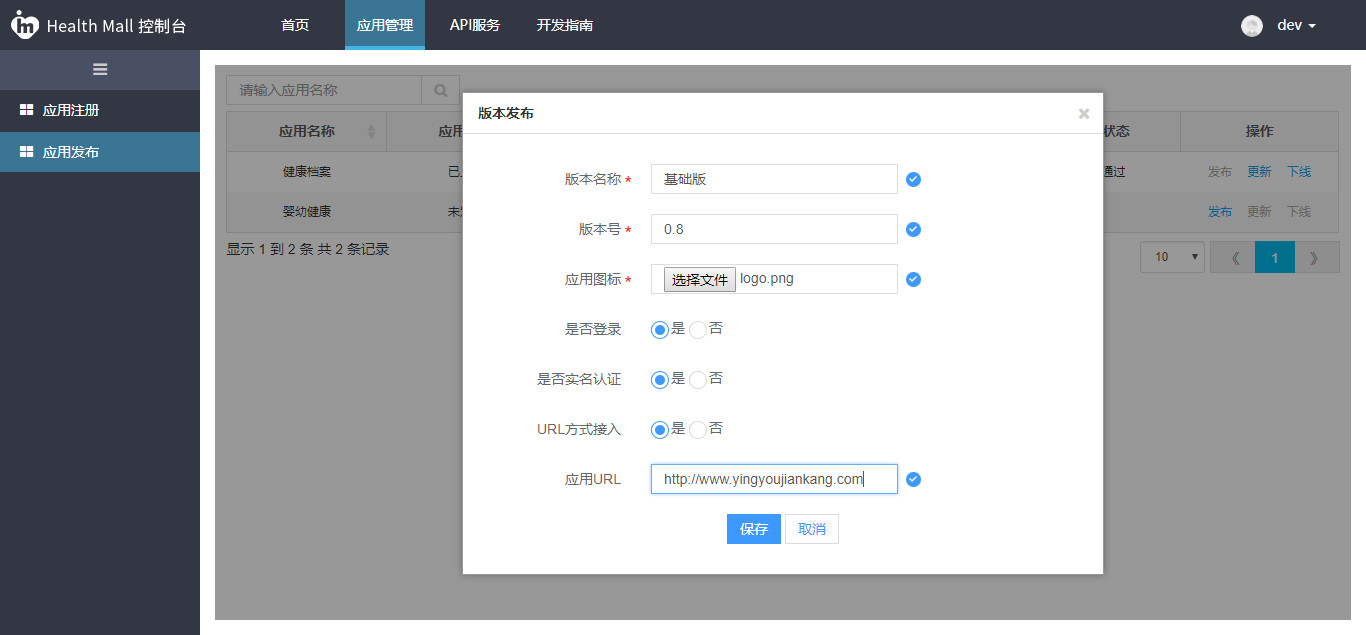 Health Mall 控制台
首页
应用管理
API服务
开发指南
dev
应用注册
应用发布
请输入应用名称
应用名称
应用
状态
操作
健康档案
已
通过
发布 更新 下线
婴幼健康
未
发布 更新 下线
显示 1 到 2 条 共 2 条记录
10
《 1 》
版本发布
×
版本名称 *
基础版
版本号 *
0.8
应用图标 *
选择文件 logo.png
是否登录
是 否
是否实名认证
是 否
URL方式接入
是 否
应用URL
http://www.yingyoujiankang.com
保存
取消